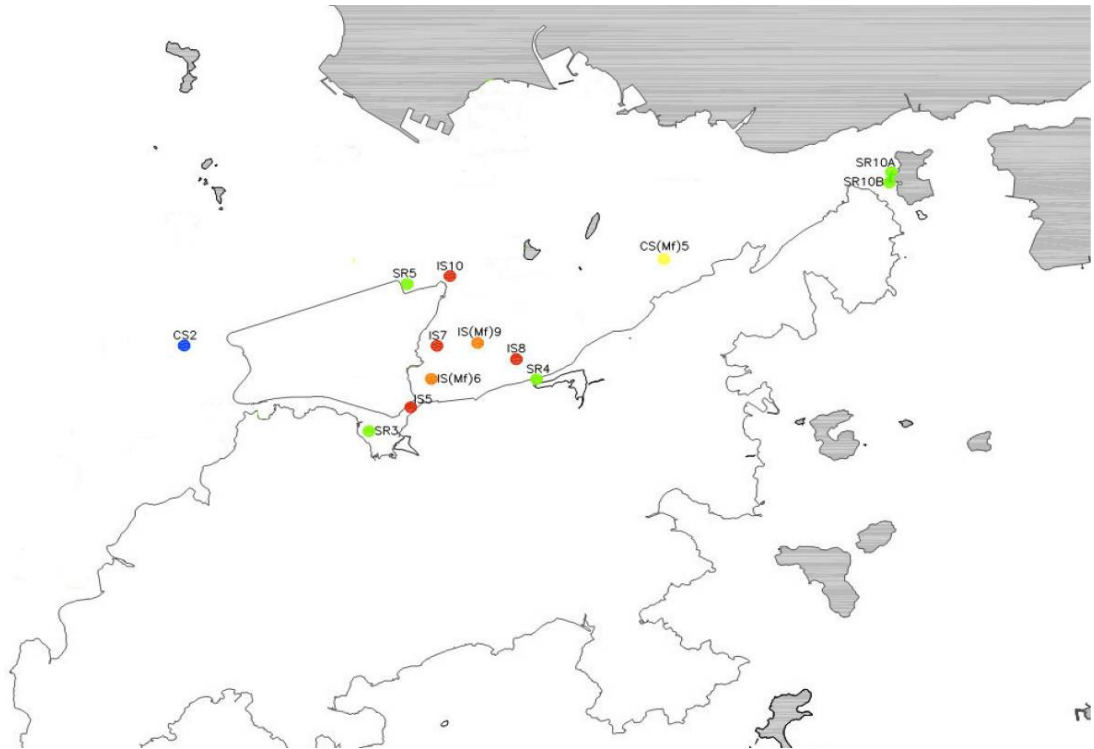 SR10A
SR10B
CS(Mf)5
IS10
SR5
CS2
IS7
IS(Mf)9
IS8
SR4
IS(Mf)6
IS5
SR3